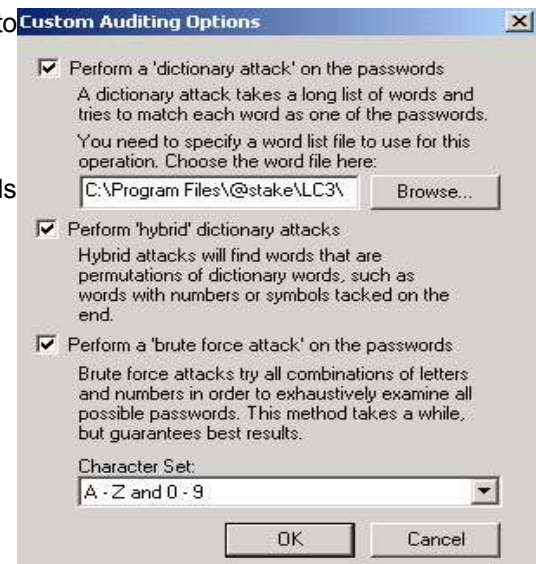 to
Custom Auditing Options
Perform a 'dictionary attack' on the passwords
A dictionary attack takes a long list of words and
tries to match each word as one of the passwords.
You need to specify a word list file to use for this
operation. Choose the word file here:
ls
C:\Program Files\@stake\LC3\
Browse...
Perform 'hybrid' dictionary attacks
Hybrid attacks will find words that are
permutations of dictionary words, such as
words with numbers or symbols tacked on the
end.
Perform a 'brute force attack' on the passwords
Brute force attacks try all combinations of letters
and numbers in order to exhaustively examine all
possible passwords. This method takes a while,
but guarantees best results.
Character Set:
A - Z and 0 - 9
OK
Cancel